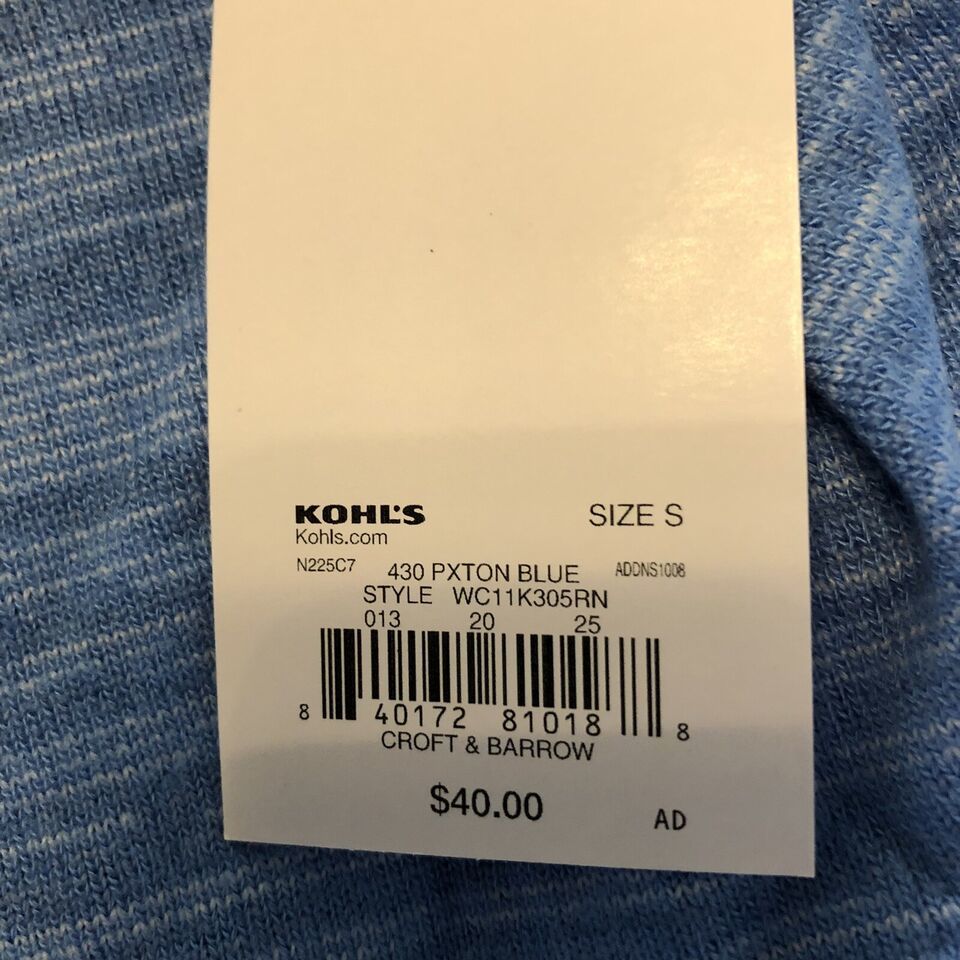 KOHL'S SIZE S
Kohls.com
N225C7 430 PXTON BLUE ADDNS1008
STYLE WC11K305RN
013 20 25
8 40172 81018 8
CROFT & BARROW
$40.00 AD